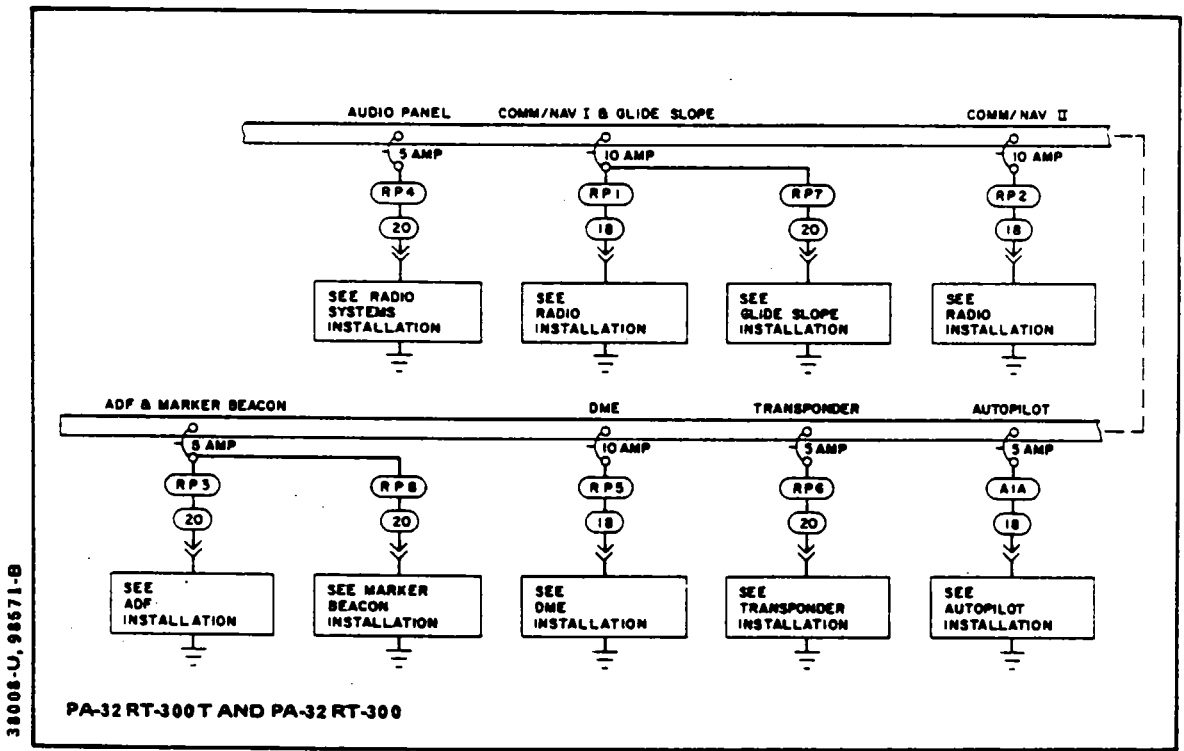 AUDIO PANEL COMM/NAV I & GLIDE SLOPE COMM/NAV II
5 AMP 10 AMP 10 AMP
RP4 RP1 RP7 RP2
20 18 20 18
SEE RADIO SYSTEMS INSTALLATION
SEE RADIO INSTALLATION
SEE GLIDE SLOPE INSTALLATION
SEE RADIO INSTALLATION
ADF & MARKER BEACON DME TRANSPONDER AUTOPILOT
5 AMP 10 AMP 5 AMP 5 AMP
RP3 RP8 RP5 RP6 A1A
20 20 18 20 18
SEE ADF INSTALLATION
SEE MARKER BEACON INSTALLATION
SEE DME INSTALLATION
SEE TRANSPONDER INSTALLATION
SEE AUTOPILOT INSTALLATION
PA-32RT-300T AND PA-32RT-300
38008-U, 98571-B